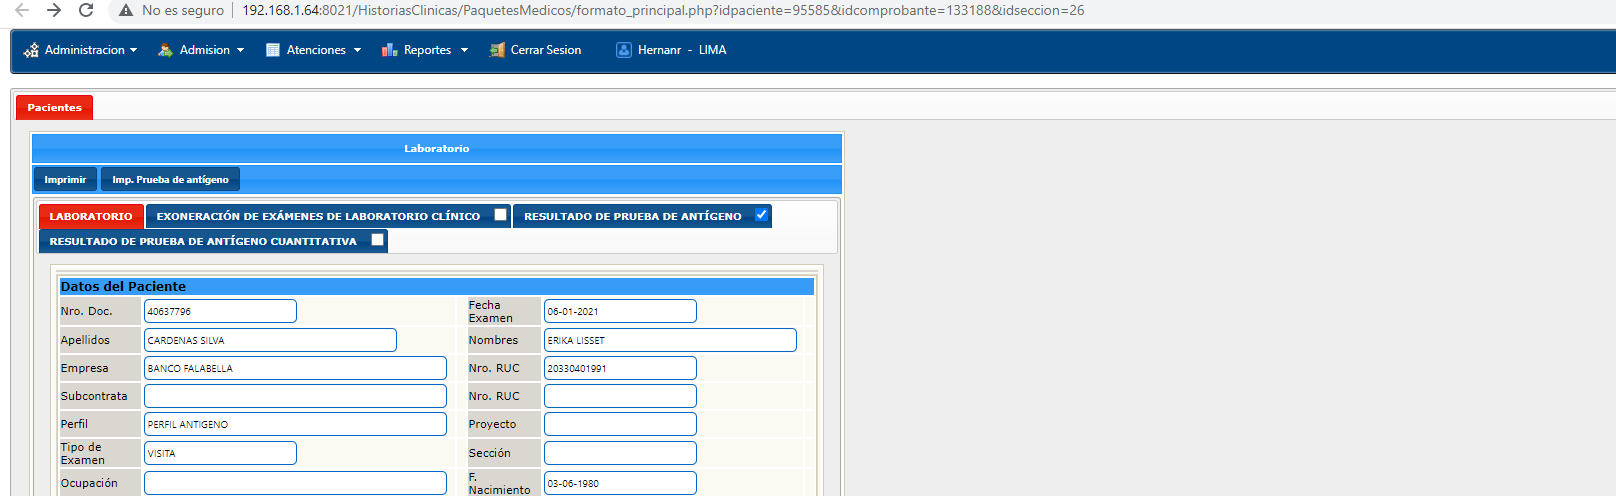 No es seguro 192.168.1.64:8021/HistoriasClinicas/PaquetesMedicos/formato_principal.php?idpaciente=95585&idcomprobante=133188&idseccion=26
Administracion Admision Atenciones Reportes Cerrar Sesion Hernanr - LIMA
Pacientes
Laboratorio
Imprimir Imp. Prueba de antígeno
LABORATORIO EXONERACIÓN DE EXÁMENES DE LABORATORIO CLÍNICO RESULTADO DE PRUEBA DE ANTÍGENO
RESULTADO DE PRUEBA DE ANTÍGENO CUANTITATIVA
Datos del Paciente
Nro. Doc. 40637796 Fecha Examen 06-01-2021
Apellidos CARDENAS SILVA Nombres ERIKA LISSET
Empresa BANCO FALABELLA Nro. RUC 20330401991
Subcontrata Nro. RUC
Perfil PERFIL ANTIGENO Proyecto
Tipo de Examen VISITA Sección
Ocupación F. Nacimiento 03-06-1980